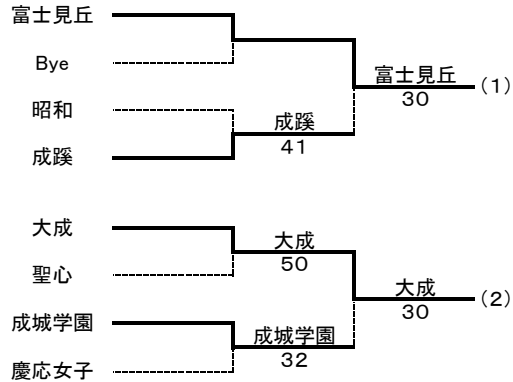 富士見丘
Bye
富士見丘
30
(1)
昭和
成蹊
41
成蹊
大成
大成
50
聖心
大成
30
(2)
成城学園
成城学園
32
慶応女子